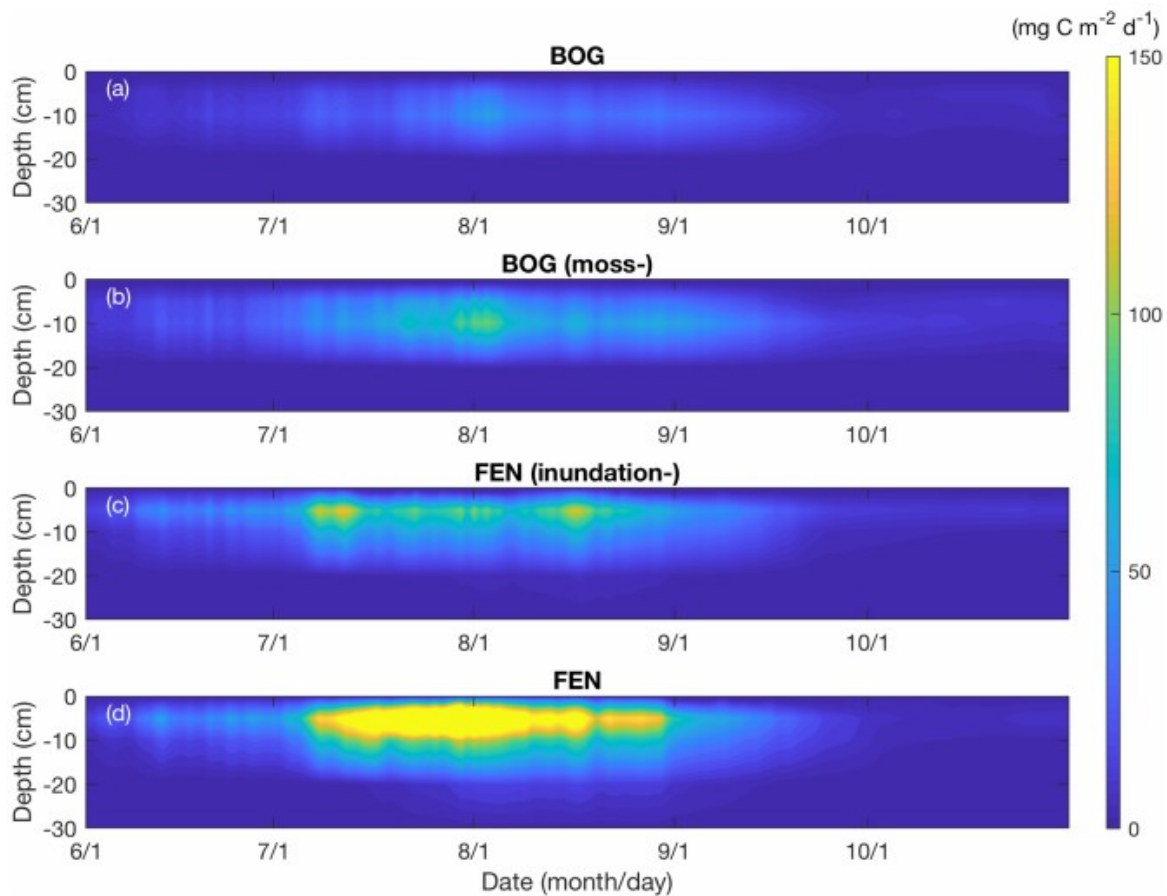 (mg C m⁻² d⁻¹)
BOG
(a)
Depth (cm)
0
-10
-20
-30
6/1 7/1 8/1 9/1 10/1
BOG (moss-)
(b)
Depth (cm)
0
-10
-20
-30
6/1 7/1 8/1 9/1 10/1
FEN (inundation-)
(c)
Depth (cm)
0
-10
-20
-30
6/1 7/1 8/1 9/1 10/1
FEN
(d)
Depth (cm)
0
-10
-20
-30
6/1 7/1 8/1 9/1 10/1
Date (month/day)
150
100
50
0